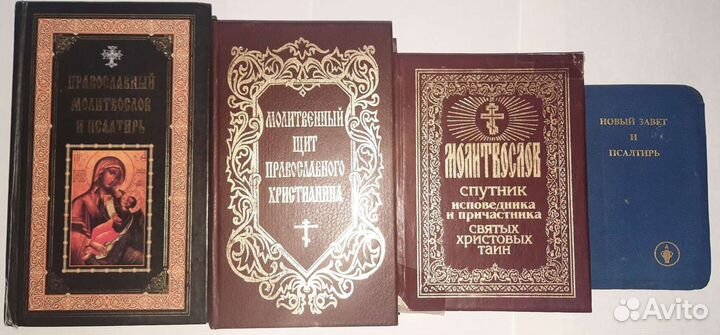 ПРАВОСЛАВНЫЙ
МОЛИТВОСЛОВ
И ПСАЛТИРЬ
МОЛИТВЕННЫЙ
ЩИТ
ПРАВОСЛАВНОГО
ХРИСТИАНИНА
МОЛИТВОСЛОВ
СПУТНИК
ИСПОВЕДНИКА
И ПРИЧАСТНИКА
СВЯТЫХ
ХРИСТОВЫХ
ТАИН
НОВЫЙ ЗАВЕТ
И
ПСАЛТИРЬ
Avito